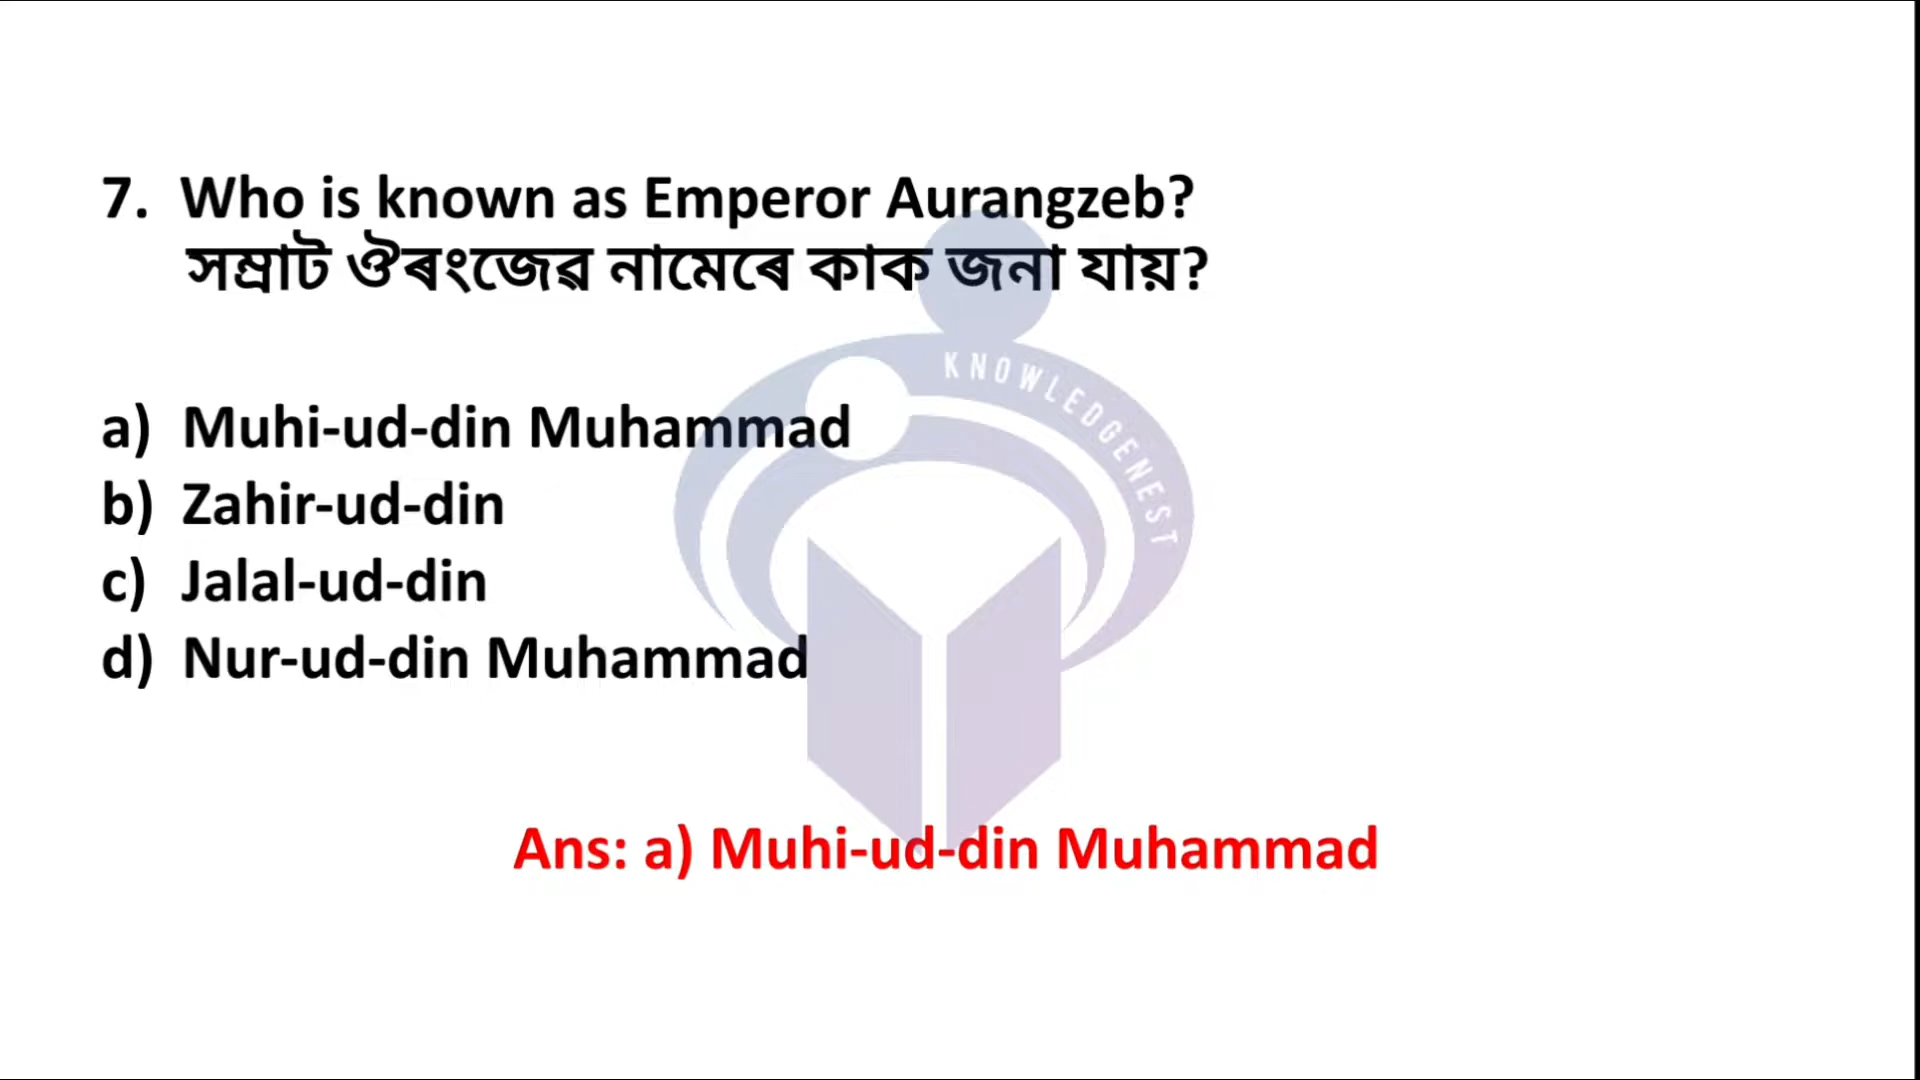 7. Who is known as Emperor Aurangzeb?
সম্ৰাট ঔৰংজেৱ নামেৰে কাক জনা যায়?
KNOWLEDGENEST
a) Muhi-ud-din Muhammad
b) Zahir-ud-din
c) Jalal-ud-din
d) Nur-ud-din Muhammad
Ans: a) Muhi-ud-din Muhammad